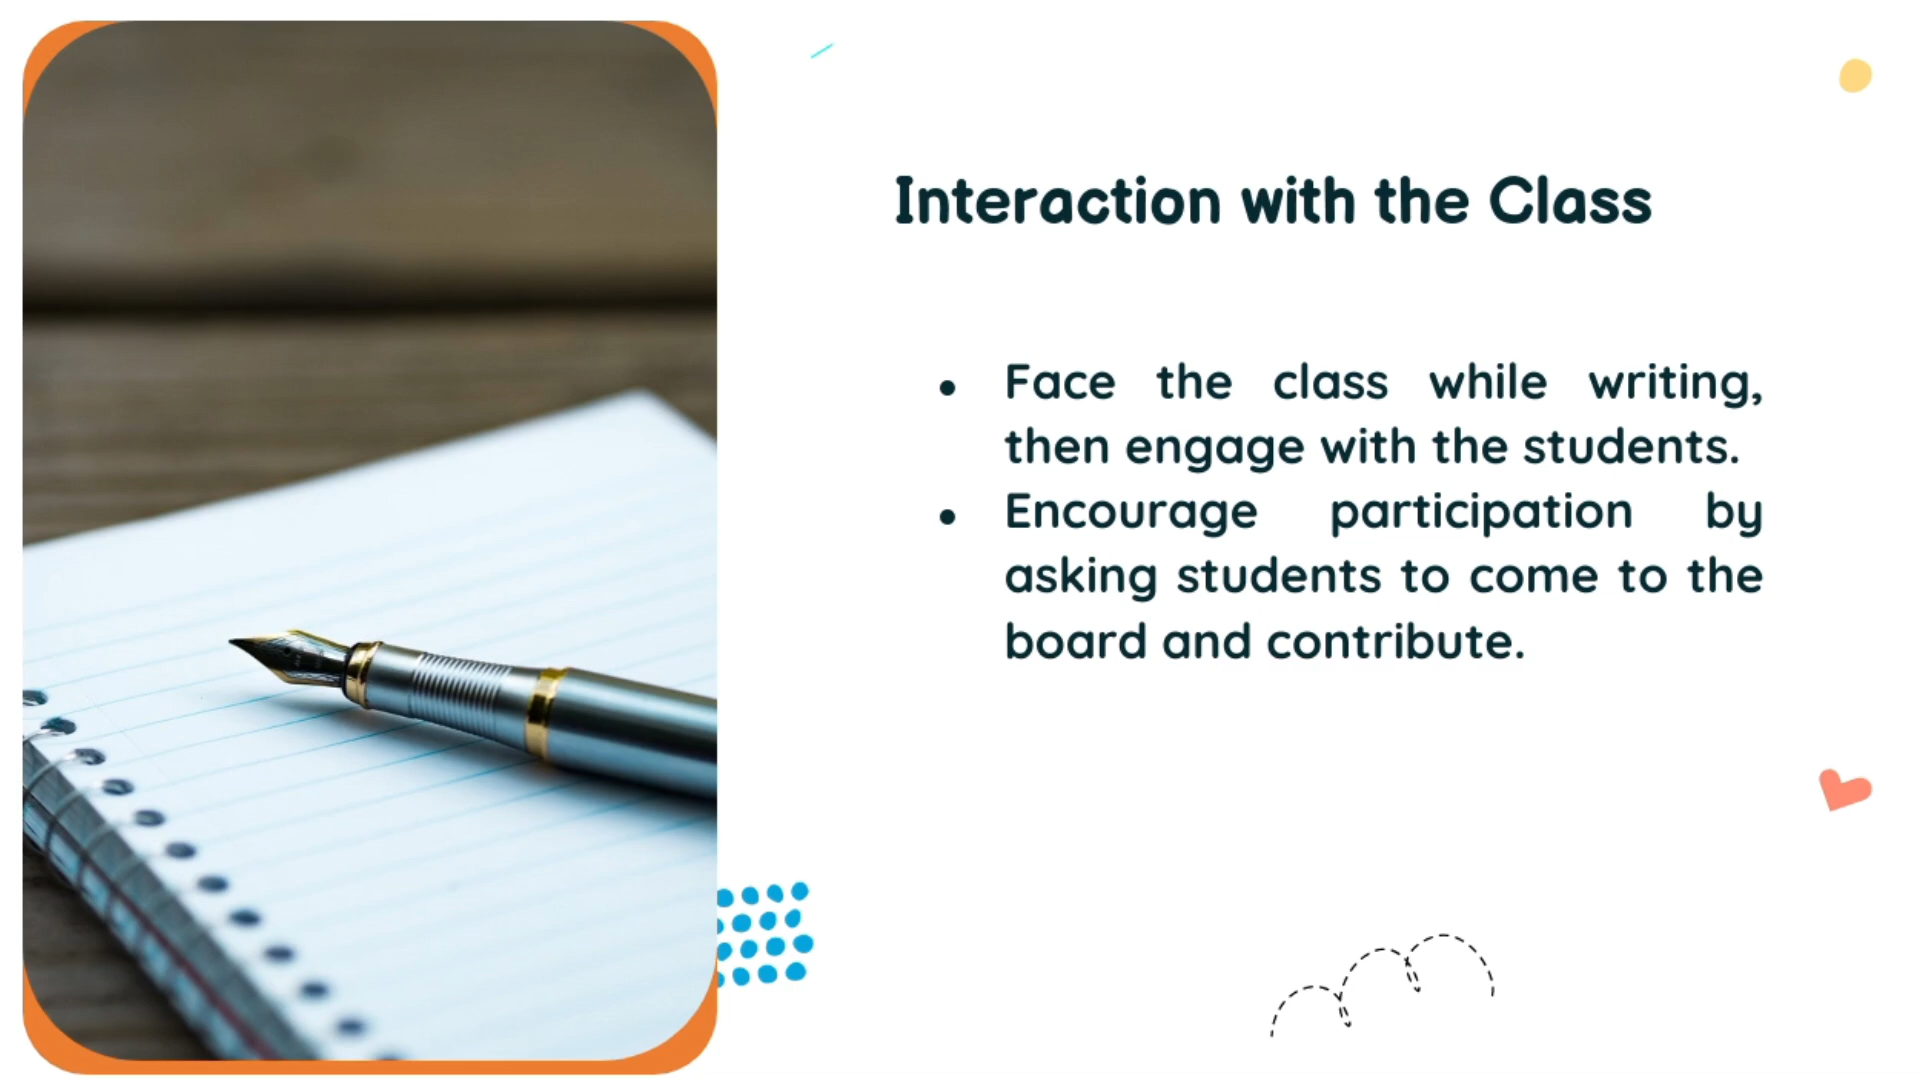 Interaction with the Class
• Face the class while writing,
then engage with the students.
• Encourage participation by
asking students to come to the
board and contribute.